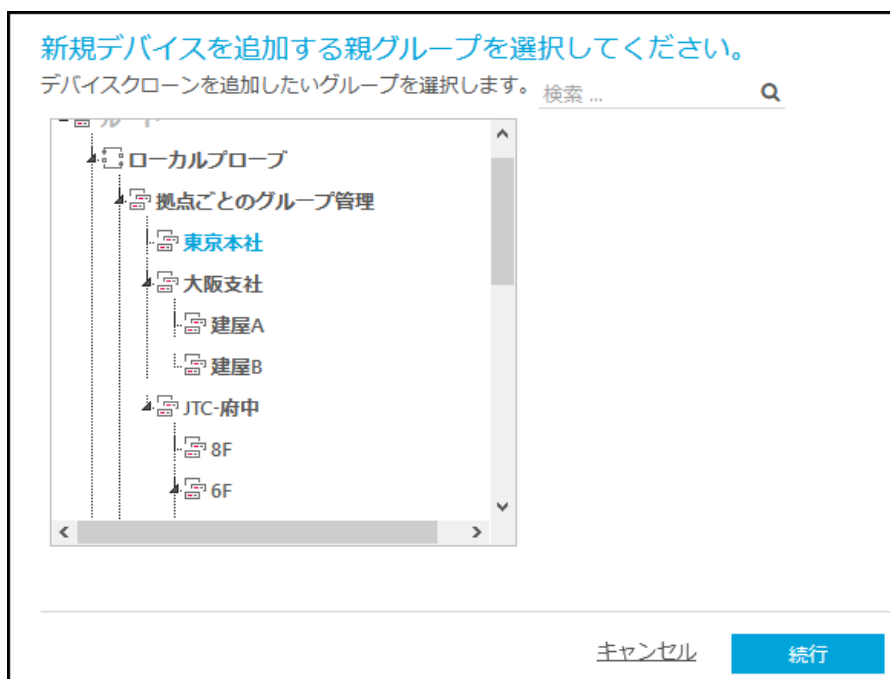 新規デバイスを追加する親グループを選択してください。
デバイスクローンを追加したいグループを選択します。 検索 ...
ローカルプローブ
拠点ごとのグループ管理
東京本社
大阪支社
建屋A
建屋B
JTC-府中
8F
6F
キャンセル 続行